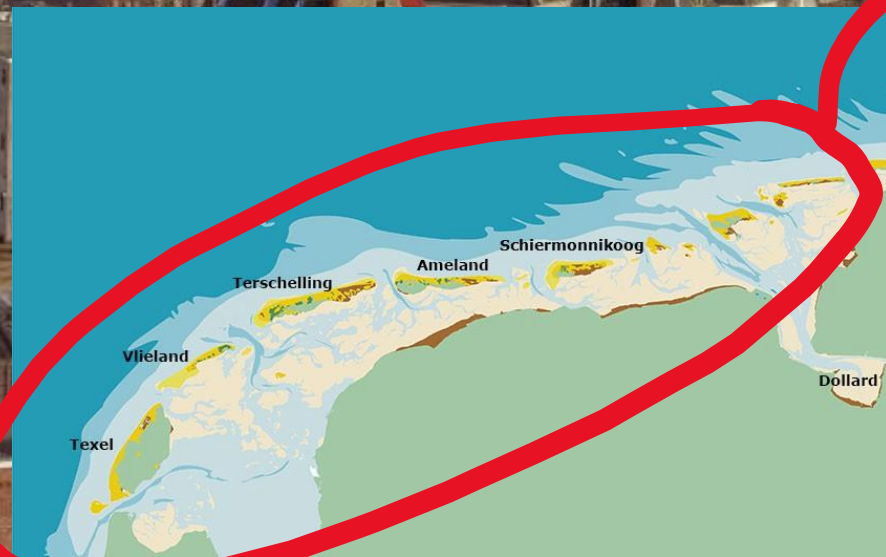 Schiermonnikoog
Ameland
Terschelling
Vlieland
Dollard
Texel